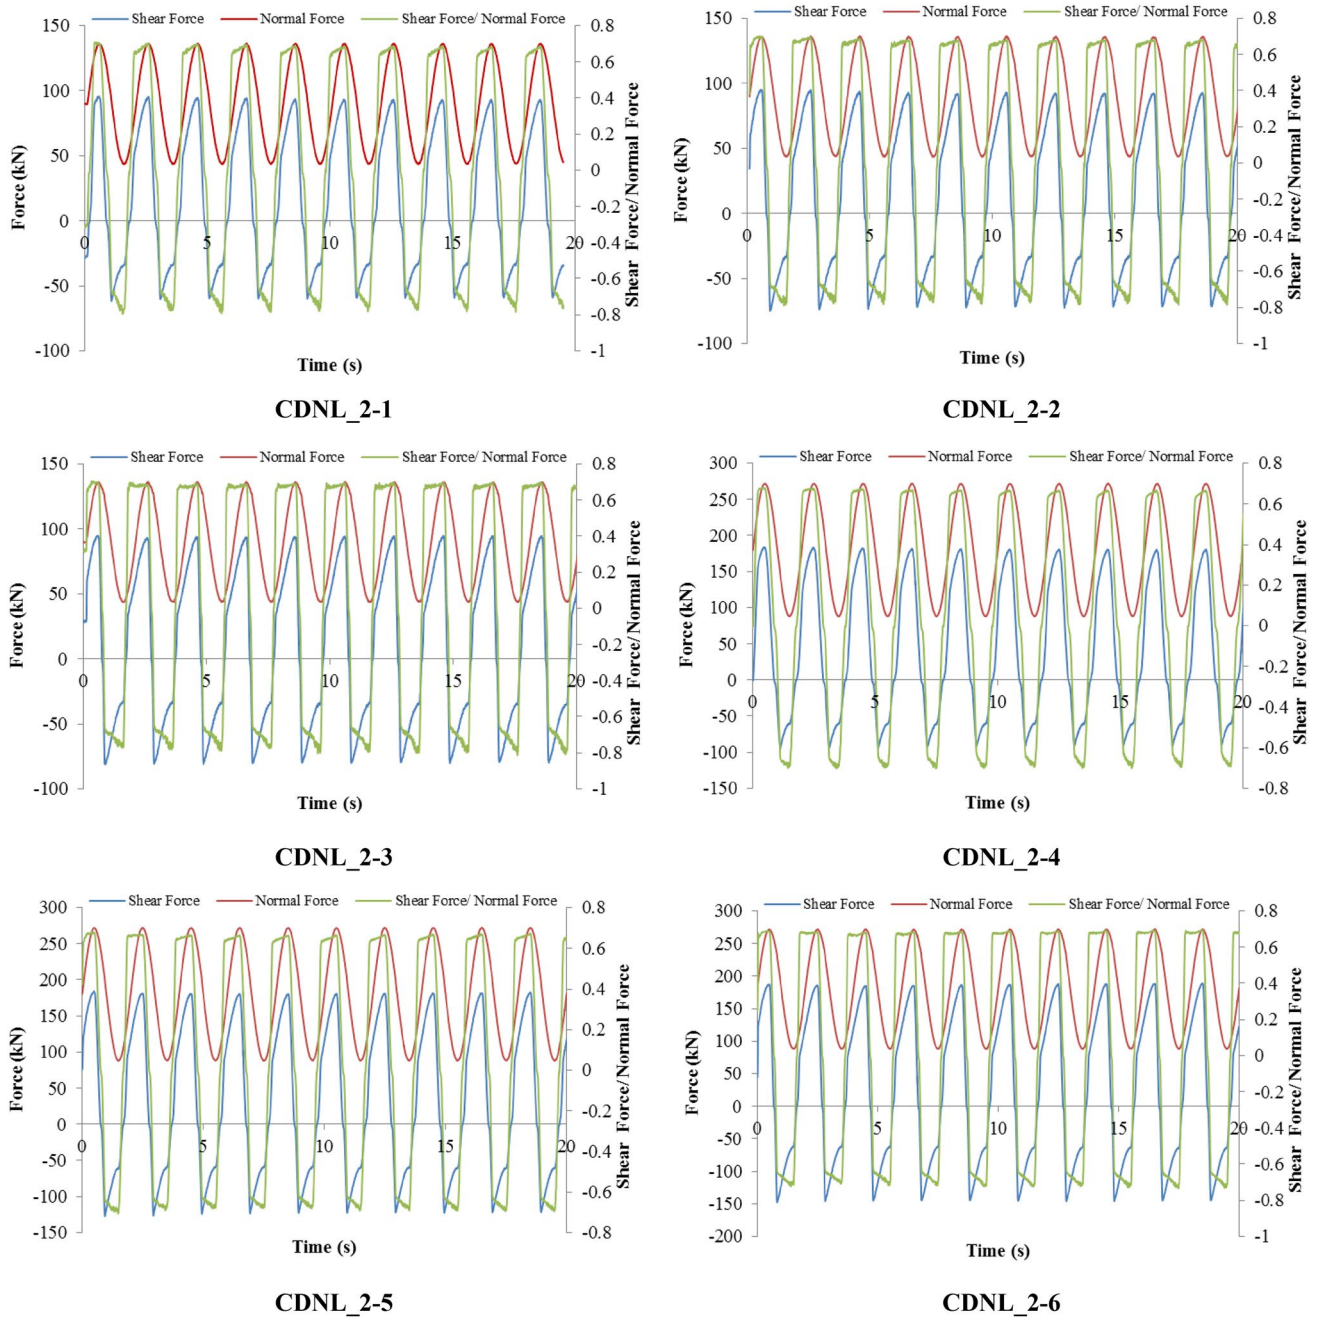 Shear Force Normal Force Shear Force/ Normal Force
150
100
50
0
-50
-100
0 5 10 15 20
0.8
0.6
0.4
0.2
0
-0.2
-0.4
-0.6
-0.8
-1
Force (kN)
Shear Force/Normal Force
Time (s)
CDNL_2-1
Shear Force Normal Force Shear Force/ Normal Force
150
100
50
0
-50
-100
0 5 10 15 20
0.8
0.6
0.4
0.2
0
-0.2
-0.4
-0.6
-0.8
-1
Force (kN)
Shear Force/Normal Force
Time (s)
CDNL_2-2
Shear Force Normal Force Shear Force/ Normal Force
150
100
50
0
-50
-100
0 5 10 15 20
0.8
0.6
0.4
0.2
0
-0.2
-0.4
-0.6
-0.8
-1
Force (kN)
Shear Force/Normal Force
Time (s)
CDNL_2-3
Shear Force Normal Force Shear Force/ Normal Force
300
250
200
150
100
50
0
-50
-100
-150
0 5 10 15 20
0.8
0.6
0.4
0.2
0
-0.2
-0.4
-0.6
-0.8
Force (kN)
Shear Force/Normal Force
Time (s)
CDNL_2-4
Shear Force Normal Force Shear Force/ Normal Force
300
250
200
150
100
50
0
-50
-100
-150
0 5 10 15 20
0.8
0.6
0.4
0.2
0
-0.2
-0.4
-0.6
-0.8
Force (kN)
Shear Force/Normal Force
Time (s)
CDNL_2-5
Shear Force Normal Force Shear Force/ Normal Force
300
250
200
150
100
50
0
-50
-100
-150
-200
0 5 10 15 20
0.8
0.6
0.4
0.2
0
-0.2
-0.4
-0.6
-0.8
-1
Force (kN)
Shear Force/Normal Force
Time (s)
CDNL_2-6